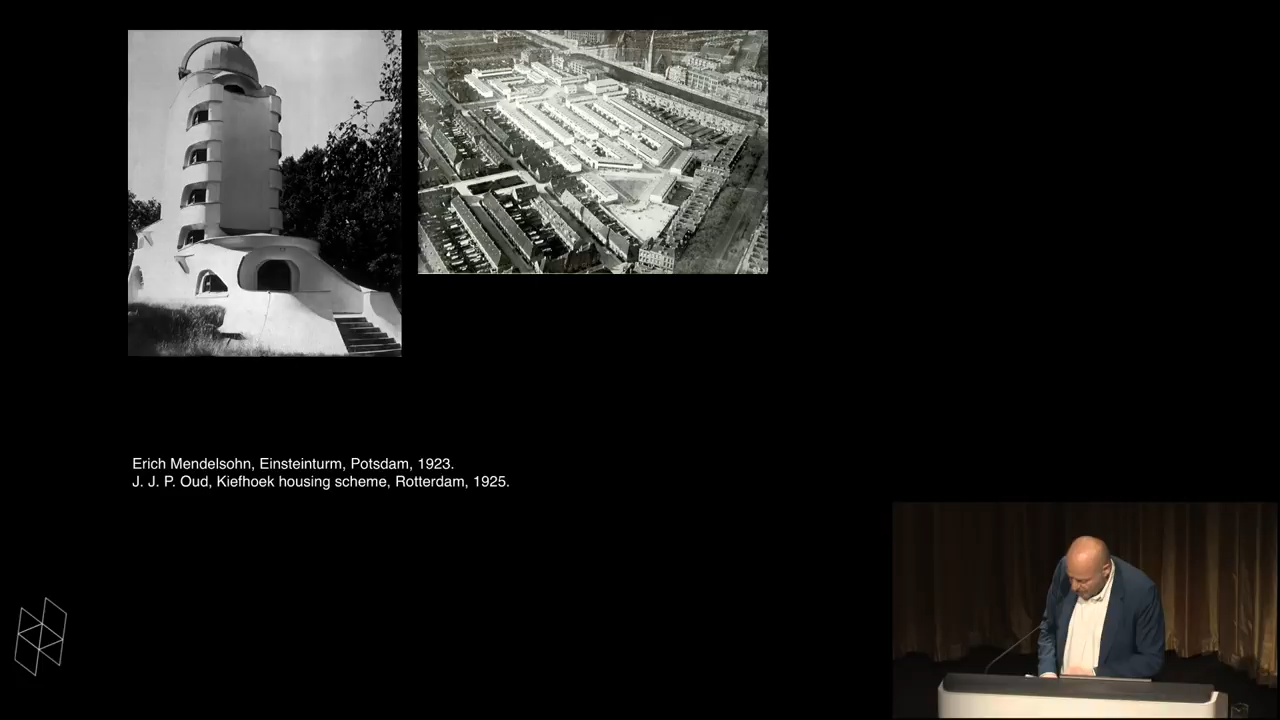 Erich Mendelsohn, Einsteinturm, Potsdam, 1923.
J. J. P. Oud, Kiefhoek housing scheme, Rotterdam, 1925.